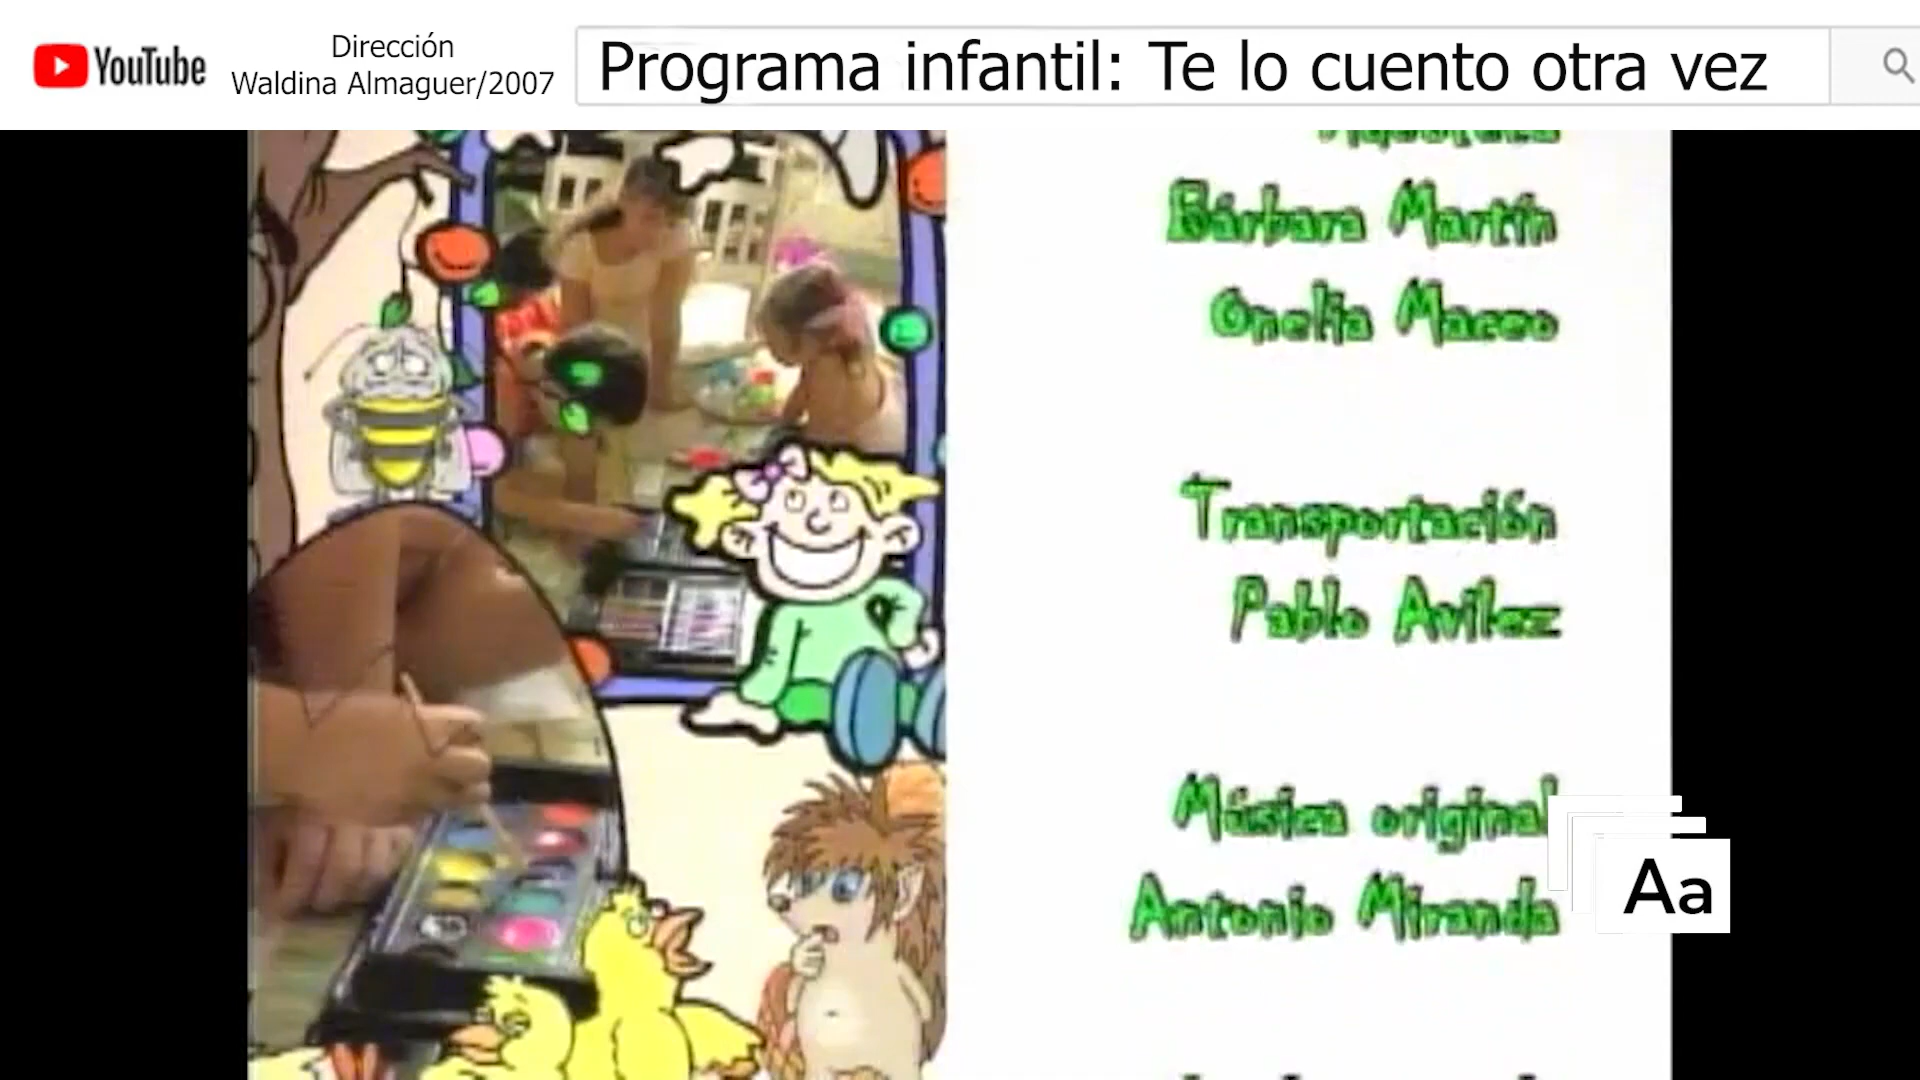 YouTube
Dirección
Waldina Almaguer/2007
Programa infantil: Te lo cuento otra vez
Bárbara Martín
Onelia Maceo
Transportación
Pablo Avilez
Música original
Antonio Miranda
Aa